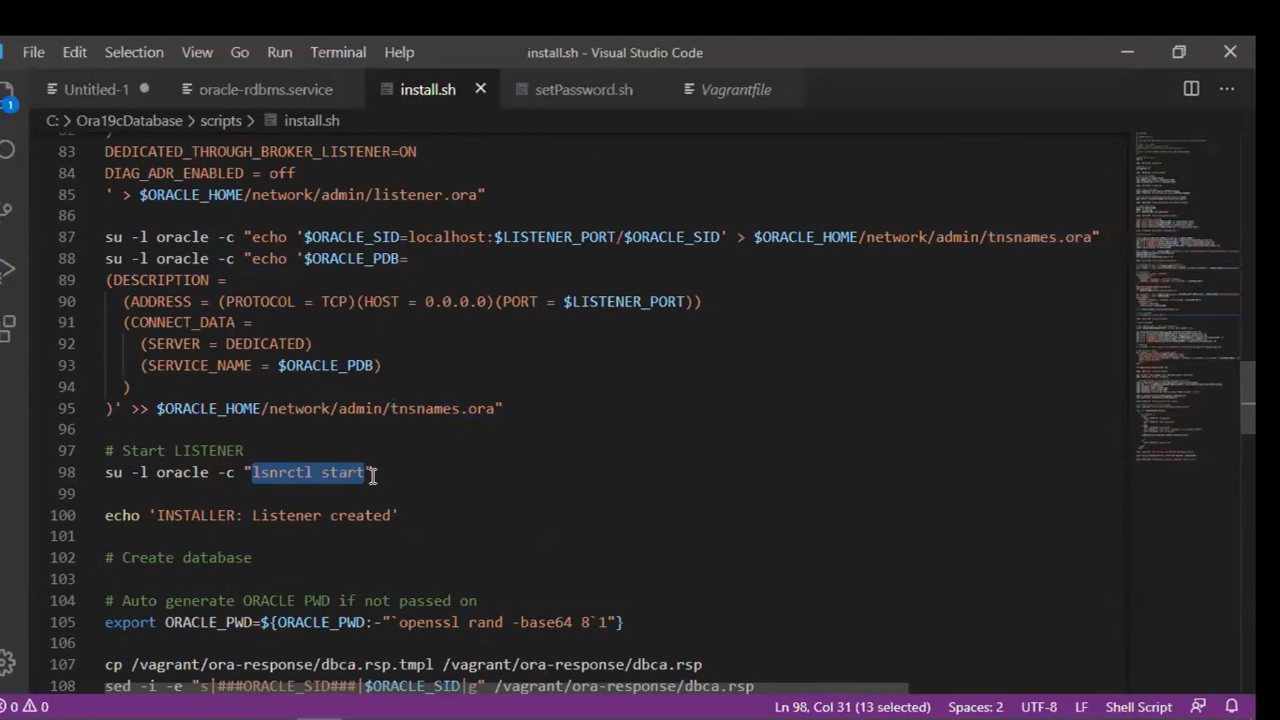 File Edit Selection View Go Run Terminal Help install.sh - Visual Studio Code
Untitled-1 oracle-rdbms.service install.sh setPassword.sh Vagrantfile
C: > Ora19cDatabase > scripts > install.sh
83 DEDICATED_THROUGH_BROKER_LISTENER=ON
84 DIAG_ADR_ENABLED = off
85 ' > $ORACLE_HOME/network/admin/listener.ora"
86
87 su -l oracle -c "echo '$ORACLE_SID=localhost:$LISTENER_PORT/$ORACLE_SID' > $ORACLE_HOME/network/admin/tnsnames.ora"
88 su -l oracle -c "echo '$ORACLE_PDB=
89 (DESCRIPTION =
90 (ADDRESS = (PROTOCOL = TCP)(HOST = 0.0.0.0)(PORT = $LISTENER_PORT))
91 (CONNECT_DATA =
92 (SERVER = DEDICATED)
93 (SERVICE_NAME = $ORACLE_PDB)
94 )
95 )' >> $ORACLE_HOME/network/admin/tnsnames.ora"
96
97 # Start LISTENER
98 su -l oracle -c "lsnrctl start"
99
100 echo 'INSTALLER: Listener created'
101
102 # Create database
103
104 # Auto generate ORACLE PWD if not passed on
105 export ORACLE_PWD=${ORACLE_PWD:-"`openssl rand -base64 8`1"}
106
107 cp /vagrant/ora-response/dbca.rsp.tmpl /vagrant/ora-response/dbca.rsp
108 sed -i -e "s|###ORACLE_SID###|$ORACLE_SID|g" /vagrant/ora-response/dbca.rsp
0 0 Ln 98, Col 31 (13 selected) Spaces: 2 UTF-8 LF Shell Script